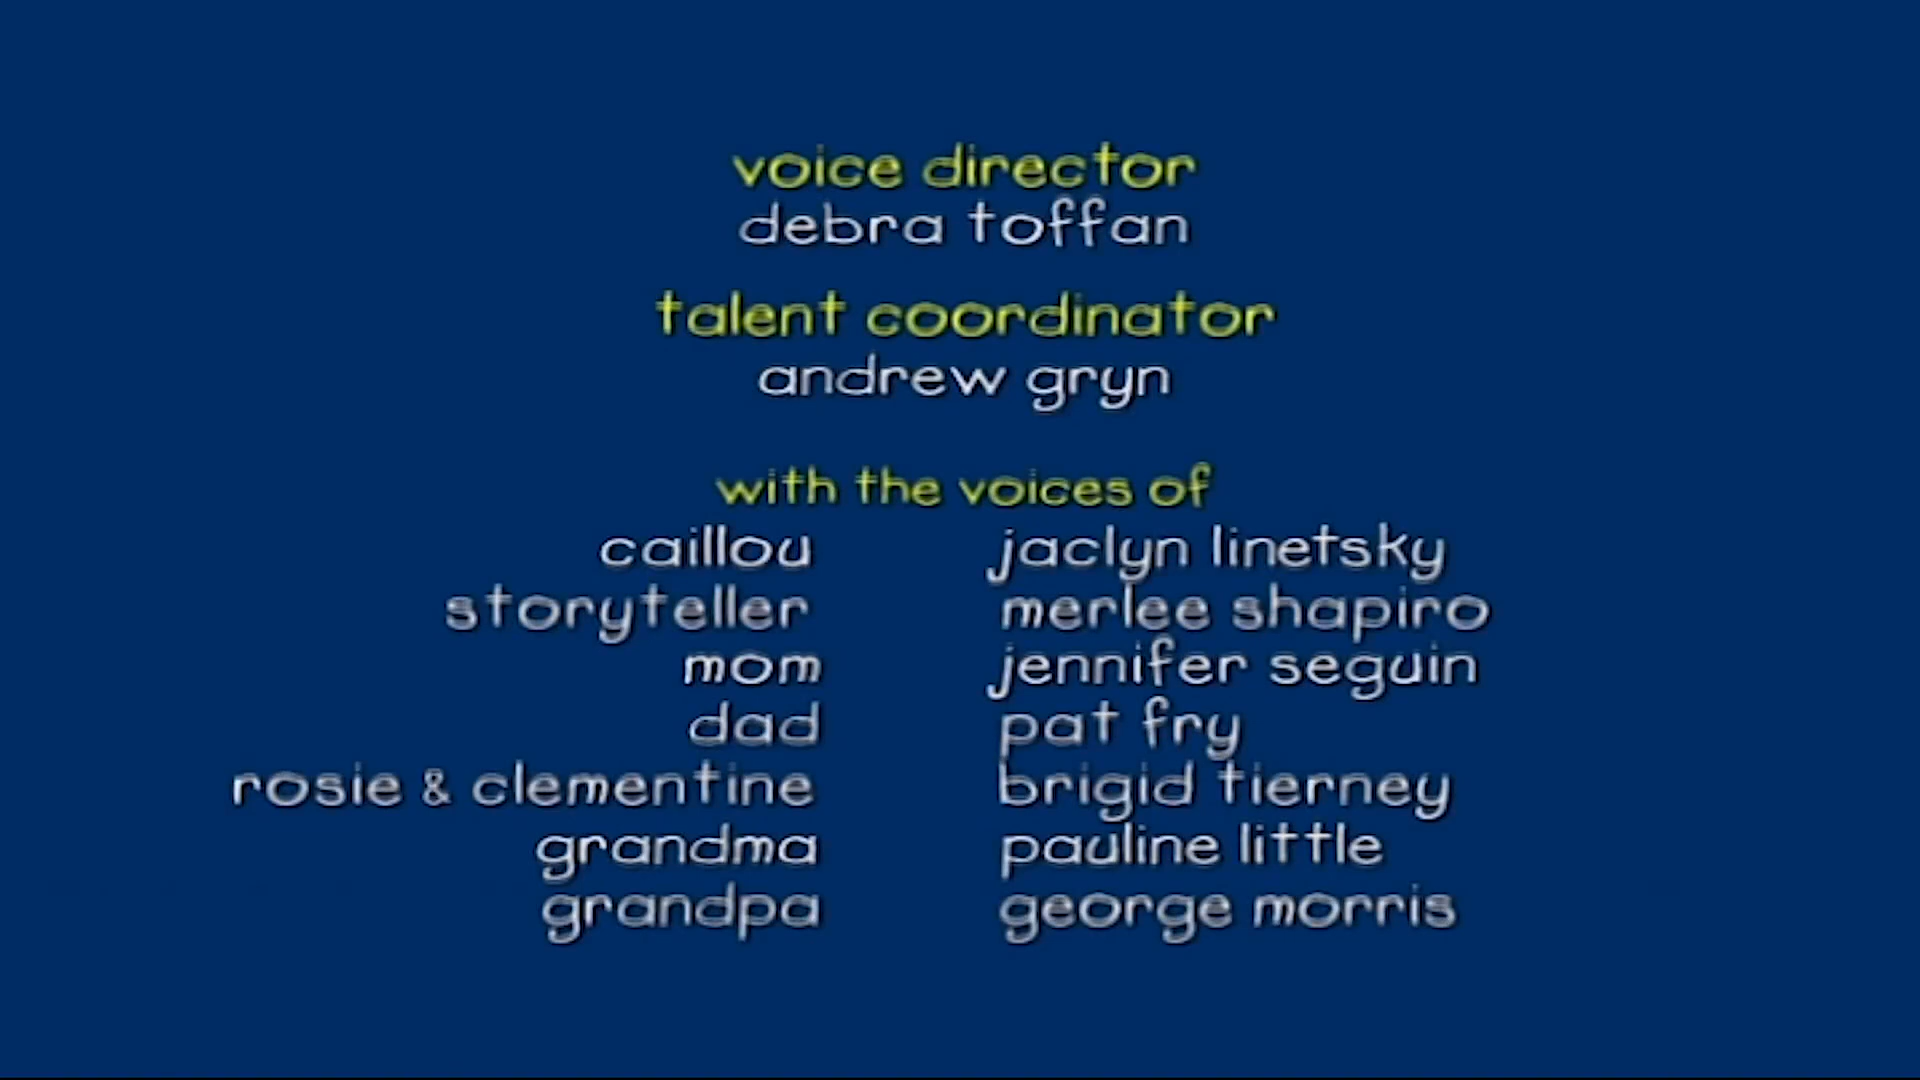 voice director
debra toffan
talent coordinator
andrew gryn
with the voices of
caillou jaclyn linetsky
storyteller merlee shapiro
mom jennifer seguin
dad pat fry
rosie & clementine brigid tierney
grandma pauline little
grandpa george morris